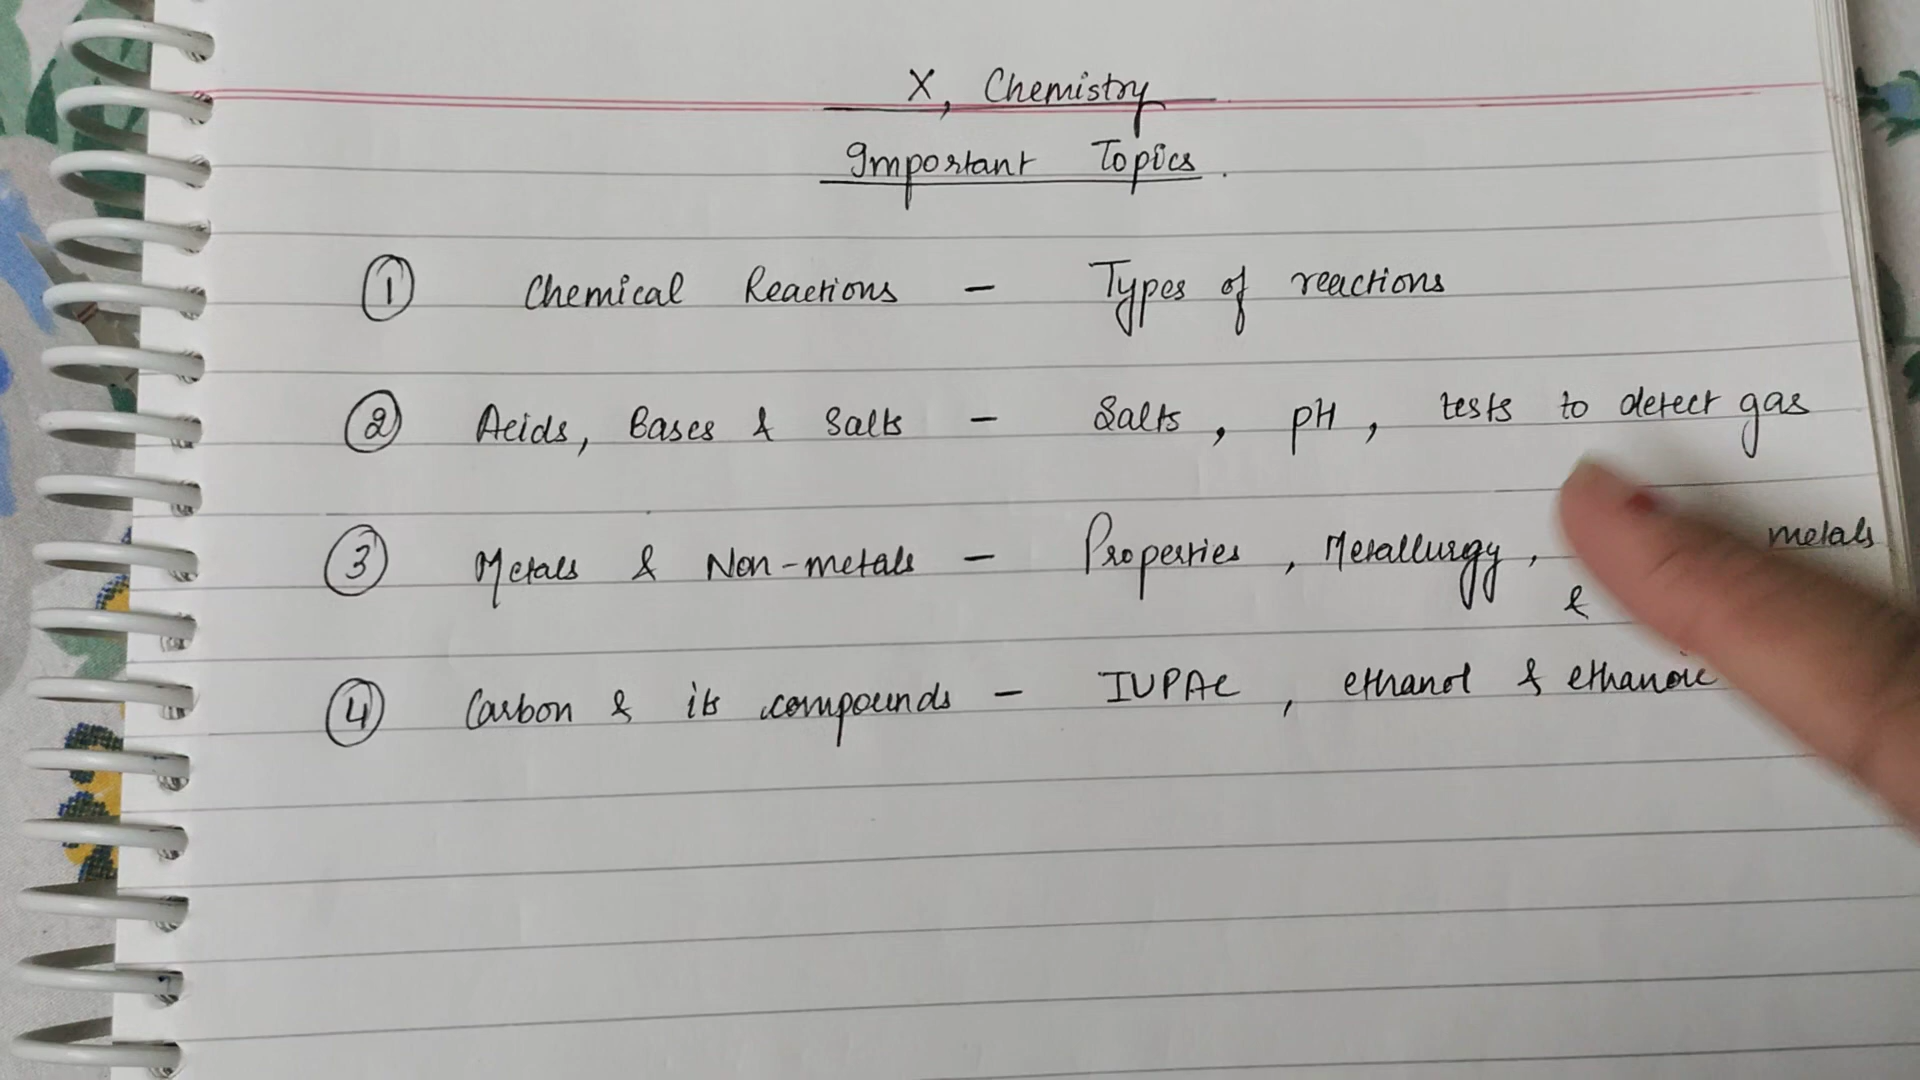 X, Chemistry
Important Topics.
① Chemical Reactions - Types of reactions
② Acids, Bases & Salts - Salts, pH, tests to detect gas
③ Metals & Non-metals - Properties, Metallurgy, metals
&
④ Carbon & its compounds - IUPAC, ethanol & ethanoic